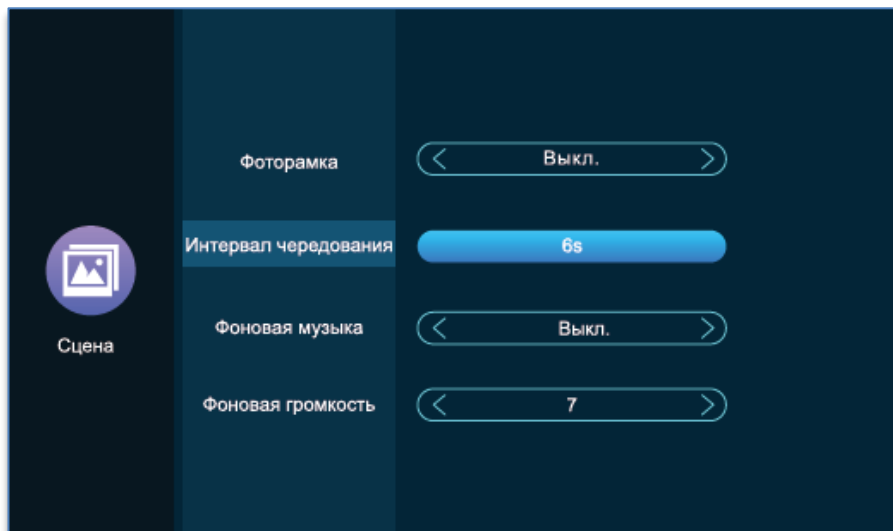 Фоторамка
Выкл.
Интервал чередования
6s
Фоновая музыка
Выкл.
Сцена
Фоновая громкость
7